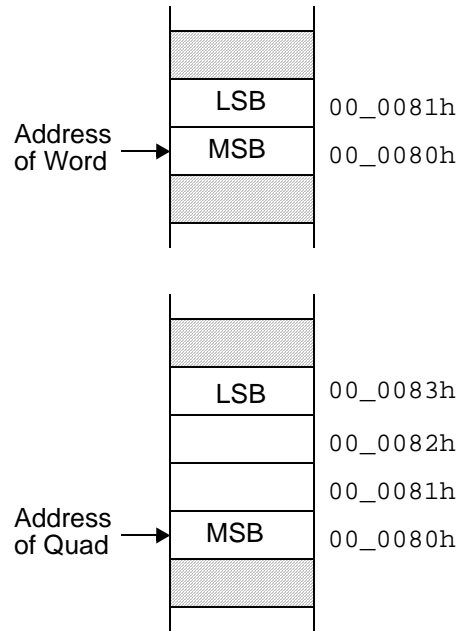 LSB 00_0081h
Address
of Word
MSB 00_0080h
LSB 00_0083h
00_0082h
00_0081h
Address
of Quad
MSB 00_0080h